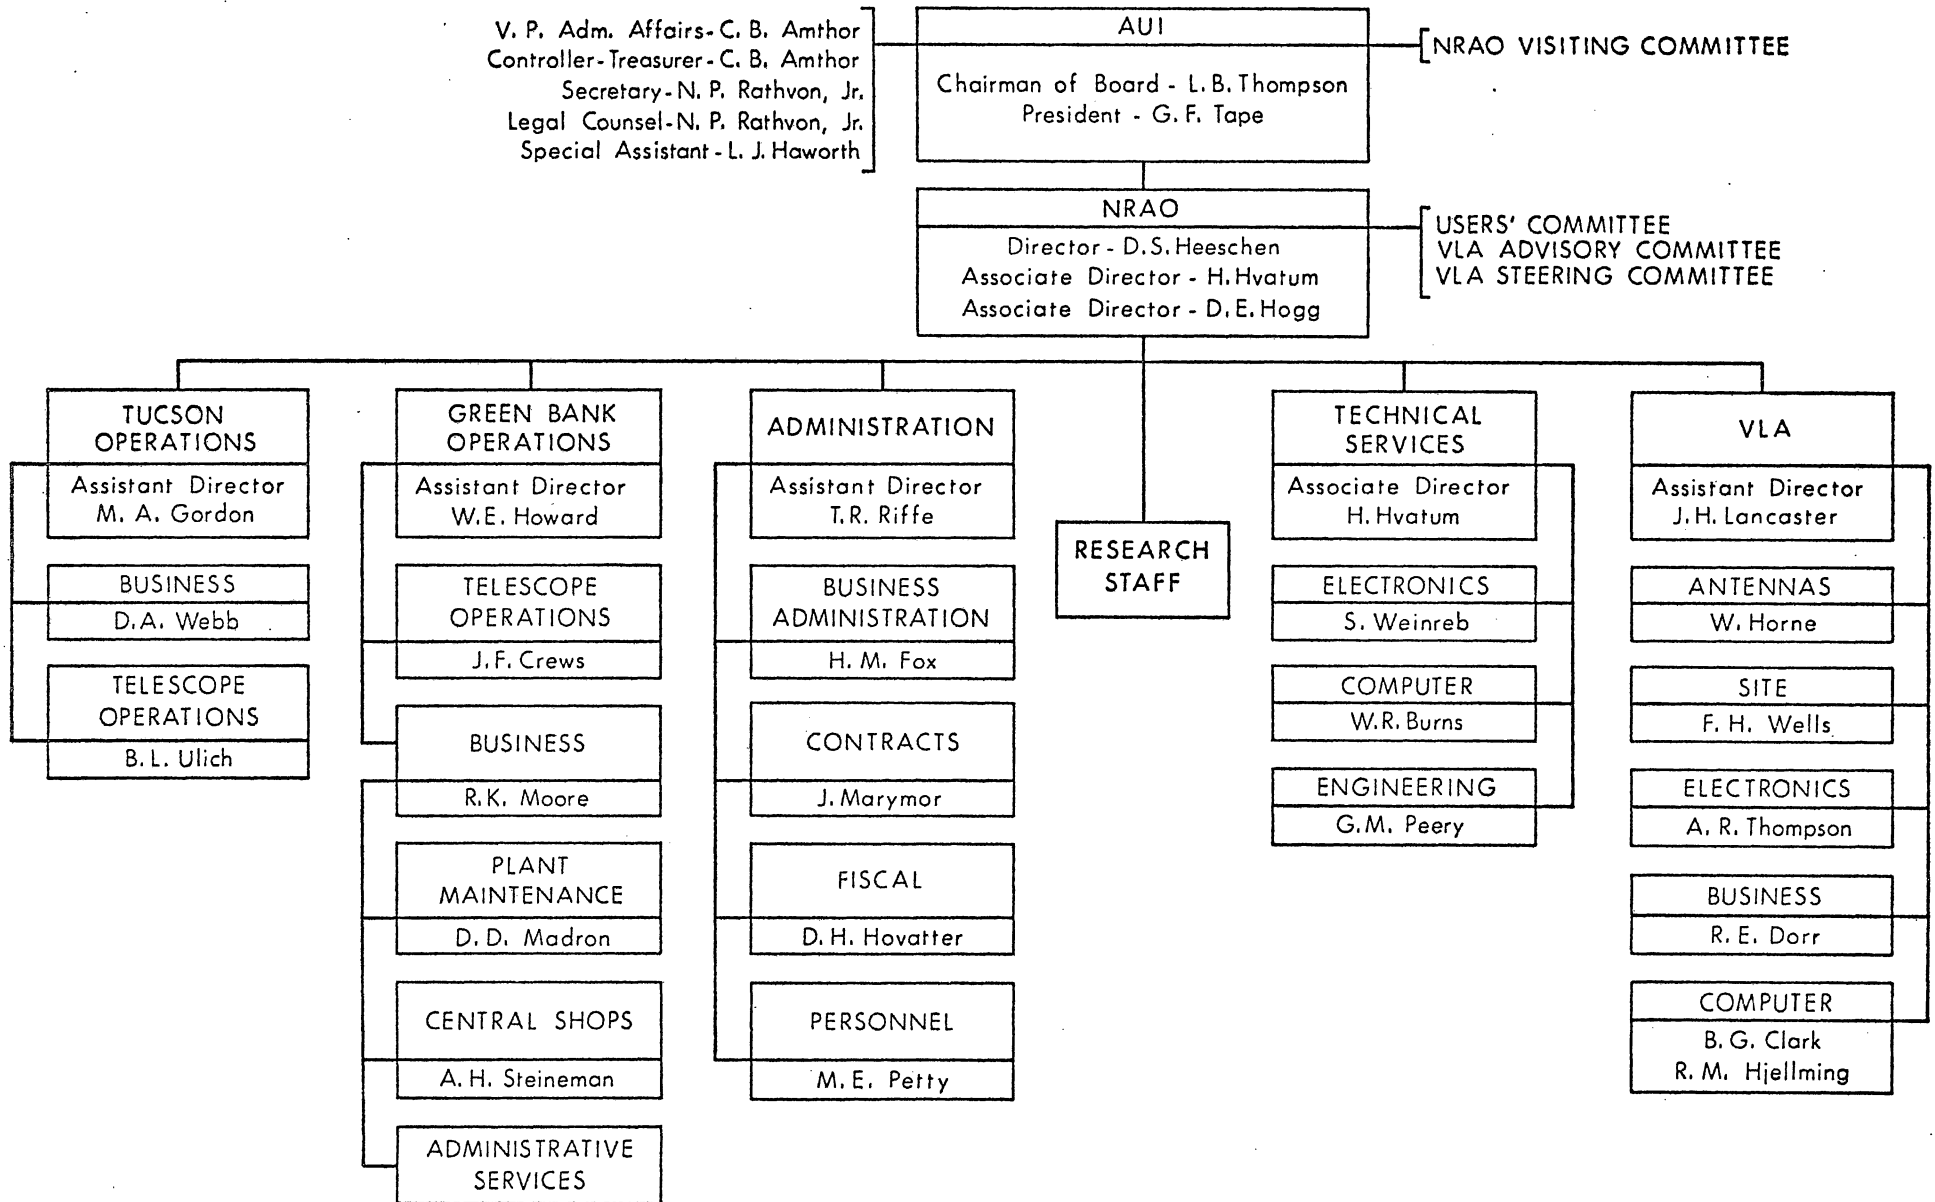 V. P. Adm. Affairs-C. B. Amthor
Controller-Treasurer-C. B. Amthor
Secretary-N. P. Rathvon, Jr.
Legal Counsel-N. P. Rathvon, Jr.
Special Assistant-L. J. Haworth
AUI
Chairman of Board - L.B. Thompson
President - G. F. Tape
NRAO VISITING COMMITTEE
NRAO
Director - D.S. Heeschen
Associate Director - H. Hvatum
Associate Director - D.E. Hogg
USERS' COMMITTEE
VLA ADVISORY COMMITTEE
VLA STEERING COMMITTEE
TUCSON
OPERATIONS
Assistant Director
M. A. Gordon
BUSINESS
D.A. Webb
TELESCOPE
OPERATIONS
B.L. Ulich
GREEN BANK
OPERATIONS
Assistant Director
W.E. Howard
TELESCOPE
OPERATIONS
J.F. Crews
BUSINESS
R.K. Moore
PLANT
MAINTENANCE
D.D. Madron
CENTRAL SHOPS
A.H. Steineman
ADMINISTRATIVE
SERVICES
ADMINISTRATION
Assistant Director
T.R. Riffe
BUSINESS
ADMINISTRATION
H. M. Fox
CONTRACTS
J. Marymor
FISCAL
D.H. Hovatter
PERSONNEL
M.E. Petty
RESEARCH
STAFF
TECHNICAL
SERVICES
Associate Director
H. Hvatum
ELECTRONICS
S. Weinreb
COMPUTER
W.R. Burns
ENGINEERING
G.M. Peery
VLA
Assistant Director
J.H. Lancaster
ANTENNAS
W. Horne
SITE
F. H. Wells
ELECTRONICS
A. R. Thompson
BUSINESS
R. E. Dorr
COMPUTER
B. G. Clark
R. M. Hjellming